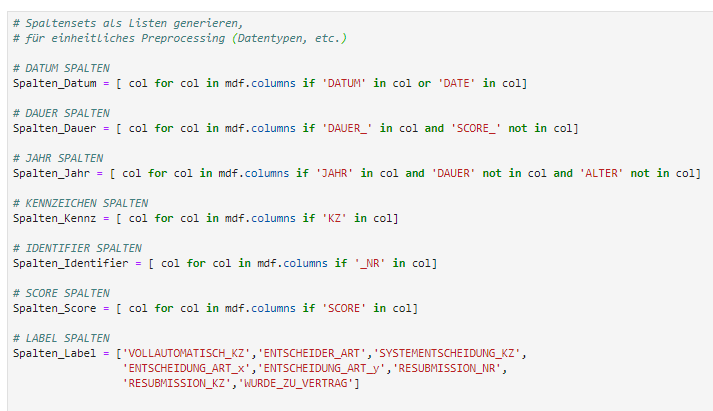 # Spaltensets als Listen generieren,
# für einheitliches Preprocessing (Datentypen, etc.)
# DATUM SPALTEN
Spalten_Datum = [ col for col in mdf.columns if 'DATUM' in col or 'DATE' in col]
# DAUER SPALTEN
Spalten_Dauer = [ col for col in mdf.columns if 'DAUER_' in col and 'SCORE_' not in col]
# JAHR SPALTEN
Spalten_Jahr = [ col for col in mdf.columns if 'JAHR' in col and 'DAUER' not in col and 'ALTER' not in col]
# KENNZEICHEN SPALTEN
Spalten_Kennz = [ col for col in mdf.columns if 'KZ' in col]
# IDENTIFIER SPALTEN
Spalten_Identifier = [ col for col in mdf.columns if '_NR' in col]
# SCORE SPALTEN
Spalten_Score = [ col for col in mdf.columns if 'SCORE' in col]
# LABEL SPALTEN
Spalten_Label = ['VOLLAUTOMATISCH_KZ','ENTSCHEIDER_ART','SYSTEMENTSCHEIDUNG_KZ',
'ENTSCHEIDUNG_ART_x','ENTSCHEIDUNG_ART_y','RESUBMISSION_NR',
'RESUBMISSION_KZ','WURDE_ZU_VERTRAG']